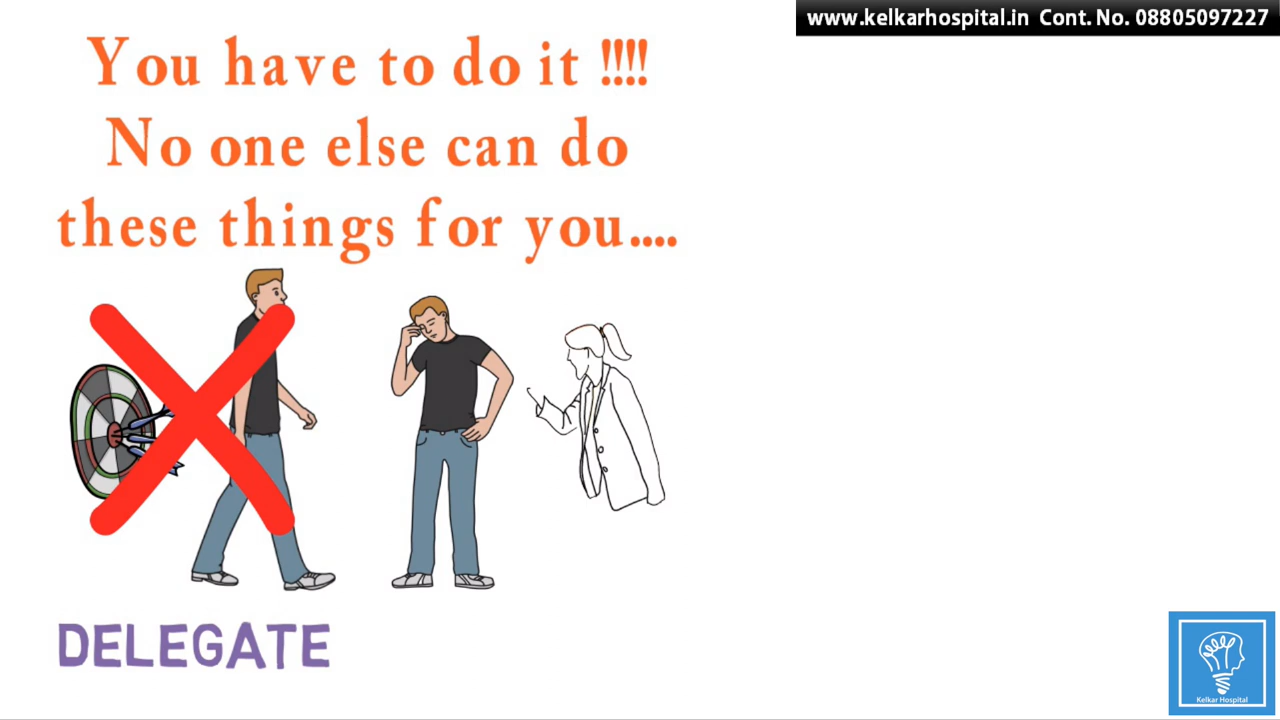 www.kelkarhospital.in Cont. No. 08805097227
You have to do it !!!!
No one else can do
these things for you....
DELEGATE
Kelkar Hospital